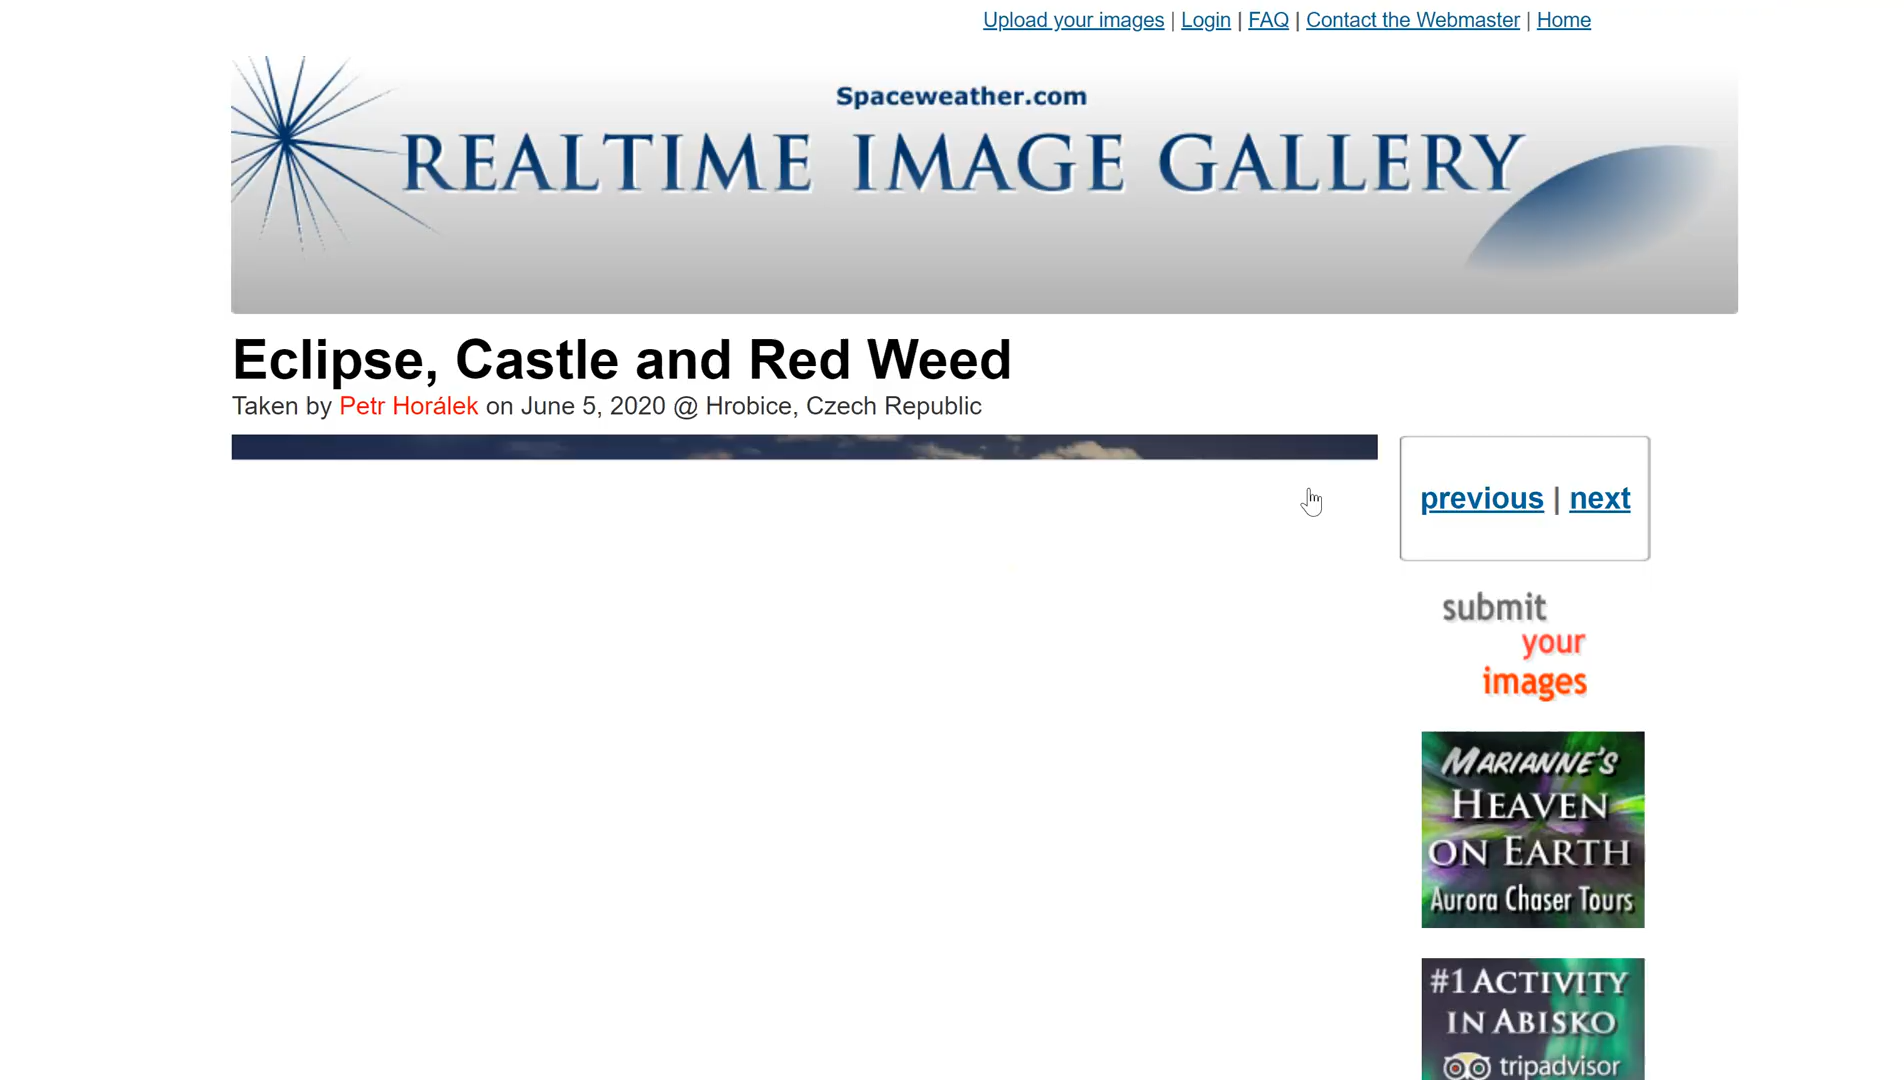 Upload your images | Login | FAQ | Contact the Webmaster | Home
Spaceweather.com
REALTIME IMAGE GALLERY
Eclipse, Castle and Red Weed
Taken by Petr Horálek on June 5, 2020 @ Hrobice, Czech Republic
previous | next
submit
your
images
MARIANNE'S
HEAVEN
ON EARTH
Aurora Chaser Tours
#1 ACTIVITY
IN ABISKO
tripadvisor